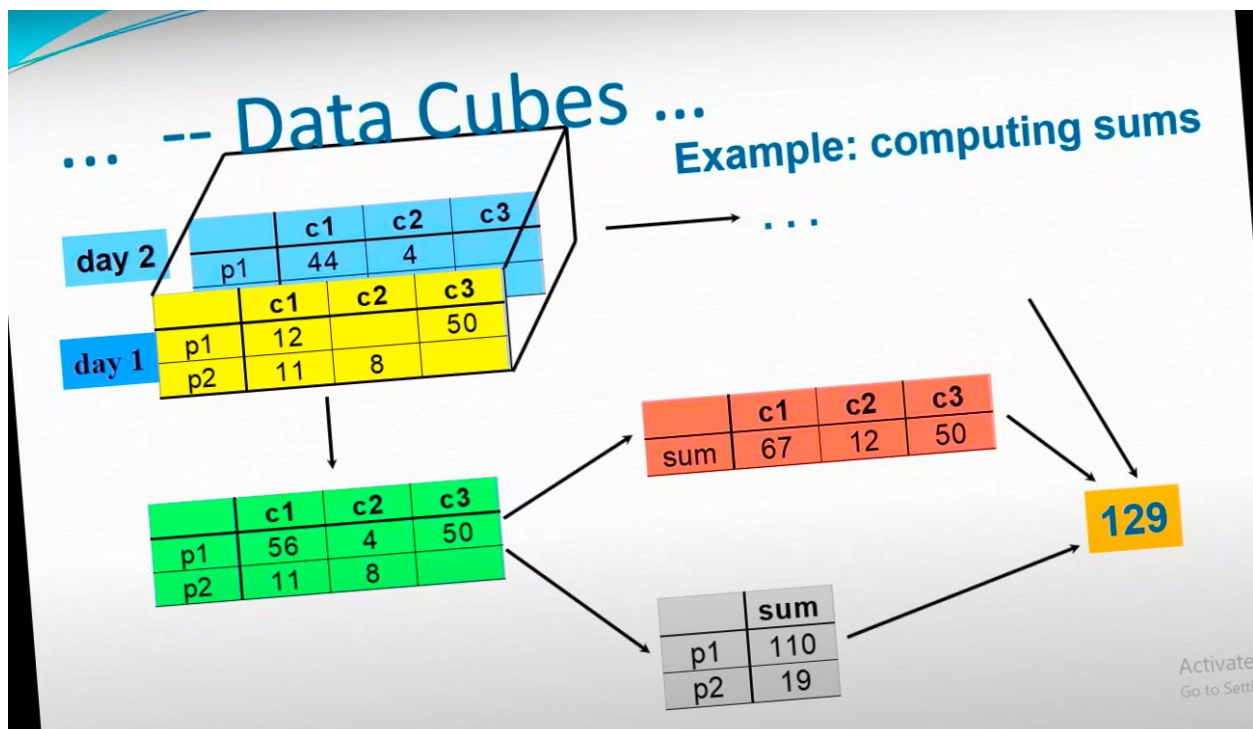 ... -- Data Cubes ...
Example: computing sums
day 2
c1 c2 c3
p1 44 4
. . .
day 1
c1 c2 c3
p1 12 50
p2 11 8
c1 c2 c3
sum 67 12 50
c1 c2 c3
p1 56 4 50
p2 11 8
129
sum
p1 110
p2 19
Activate
Go to Setti